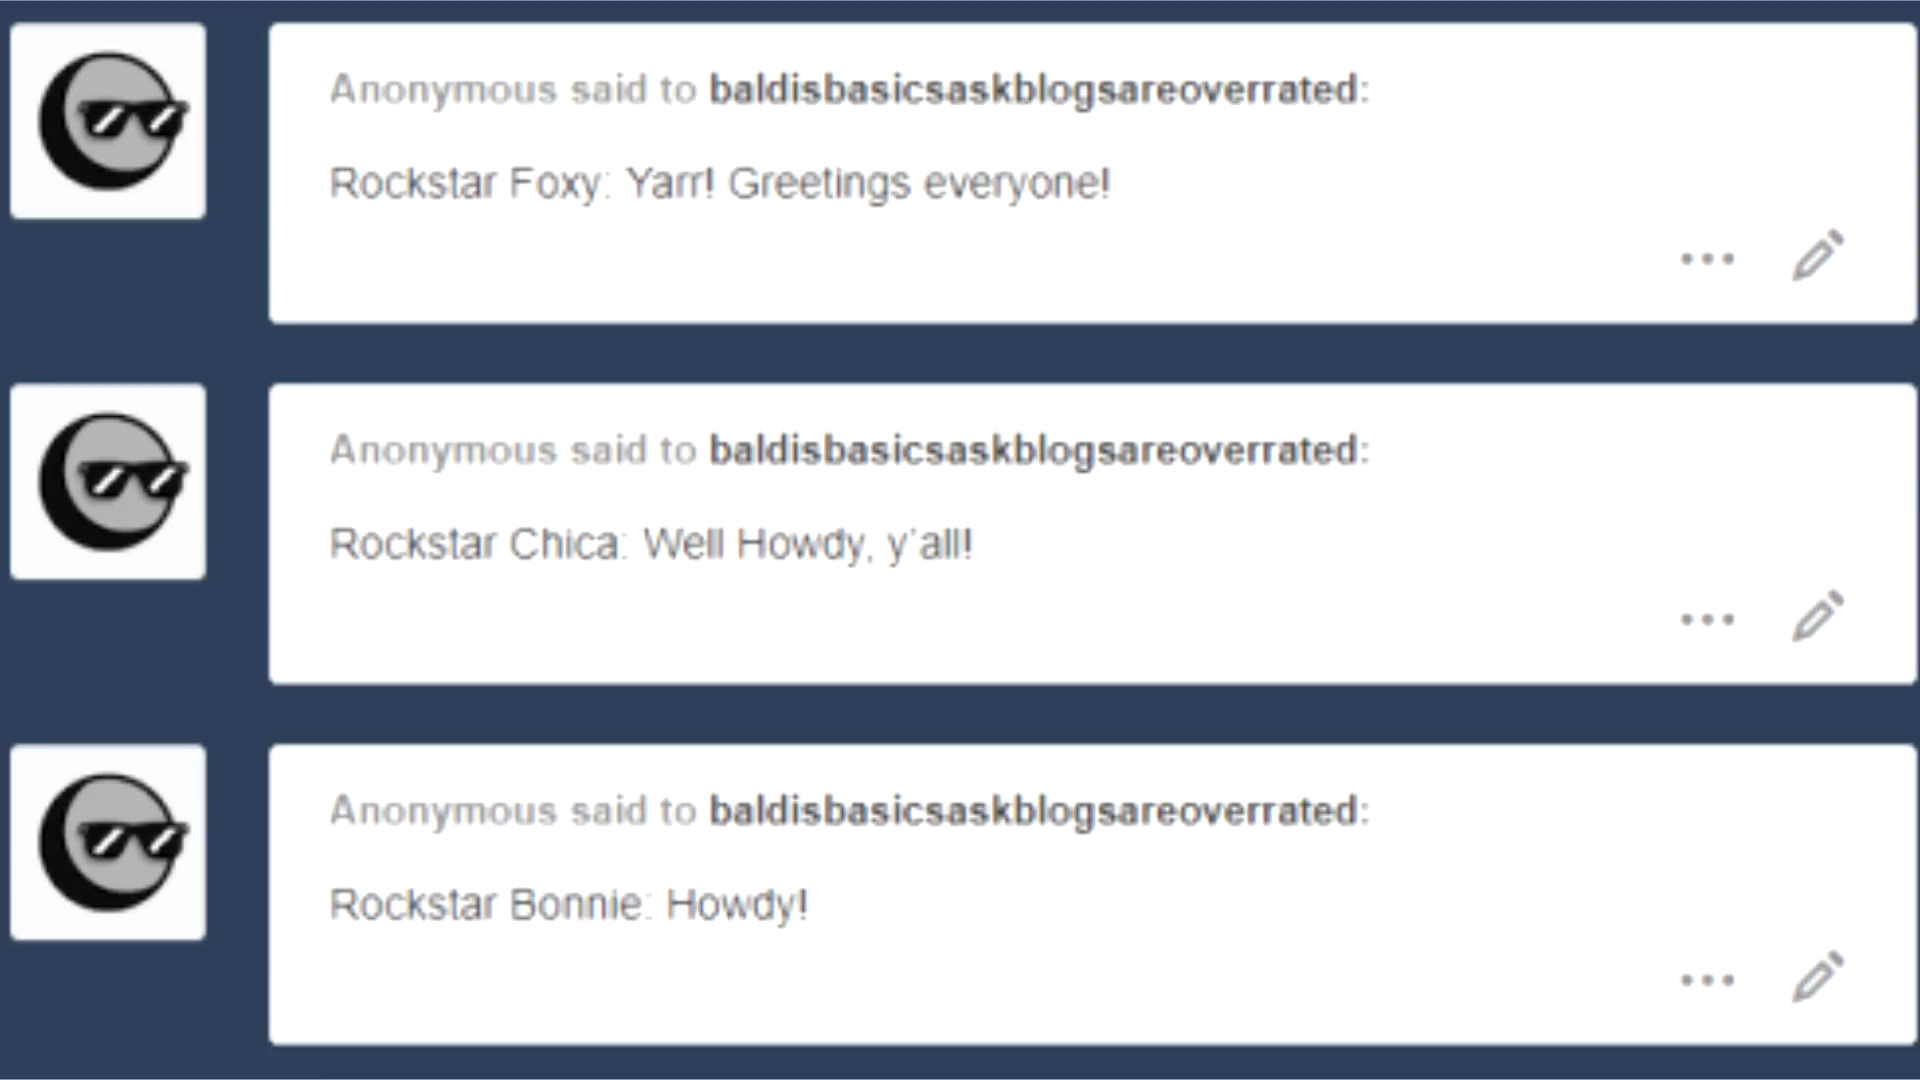 Anonymous said to baldisbasicsaskblogsareoverrated:
Rockstar Foxy: Yarr! Greetings everyone!
Anonymous said to baldisbasicsaskblogsareoverrated:
Rockstar Chica: Well Howdy, y'all!
Anonymous said to baldisbasicsaskblogsareoverrated:
Rockstar Bonnie: Howdy!